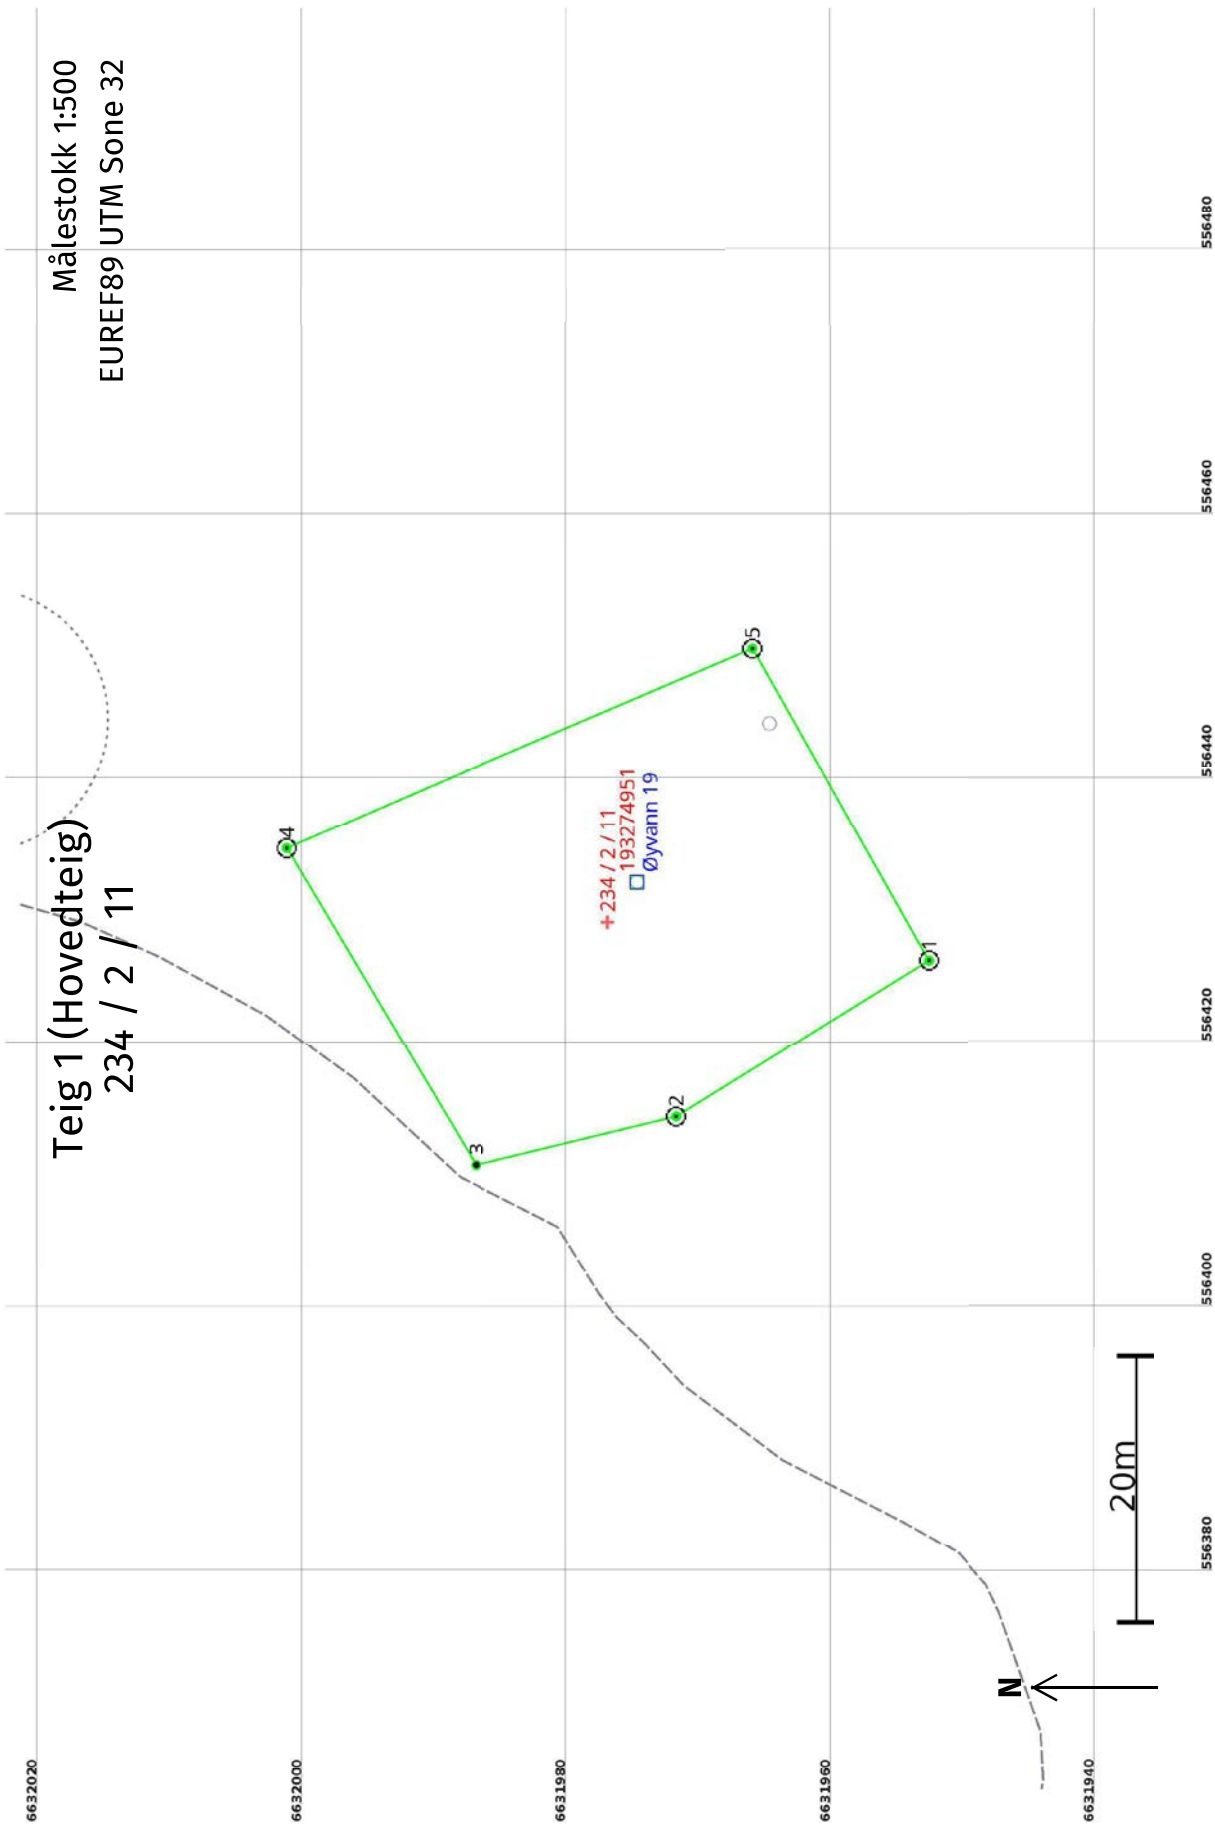 Teig 1 (Hovedteig)
234 / 2 / 11
Målestokk 1:500
EUREF89 UTM Sone 32
6632020
6632000
6631980
6631960
6631940
4
3
+234 / 2 / 11
193274951
Øyvann 19
2
5
1
N
20m
556380
556400
556420
556440
556460
556480